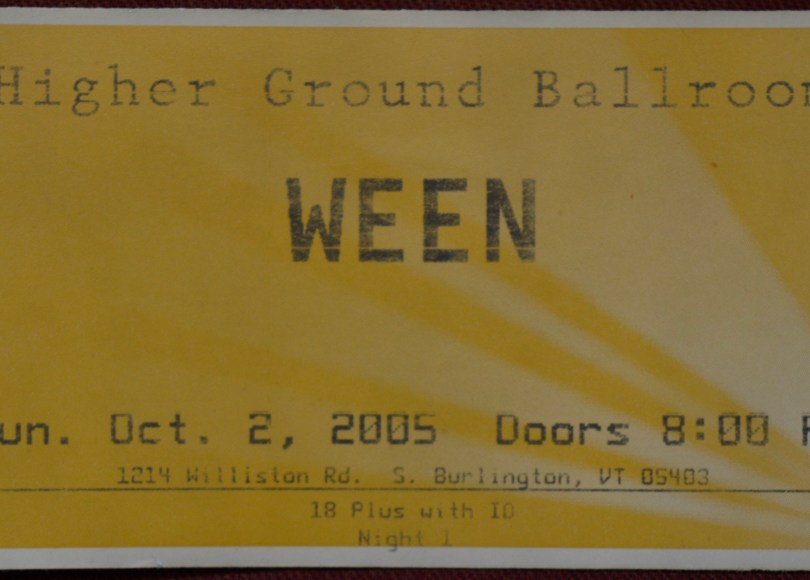 Higher Ground Ballroom
WEEN
un. Oct. 2, 2005 Doors 8:00 P
1214 Williston Rd. S. Burlington, VT 05403
18 Plus with ID
Night 1